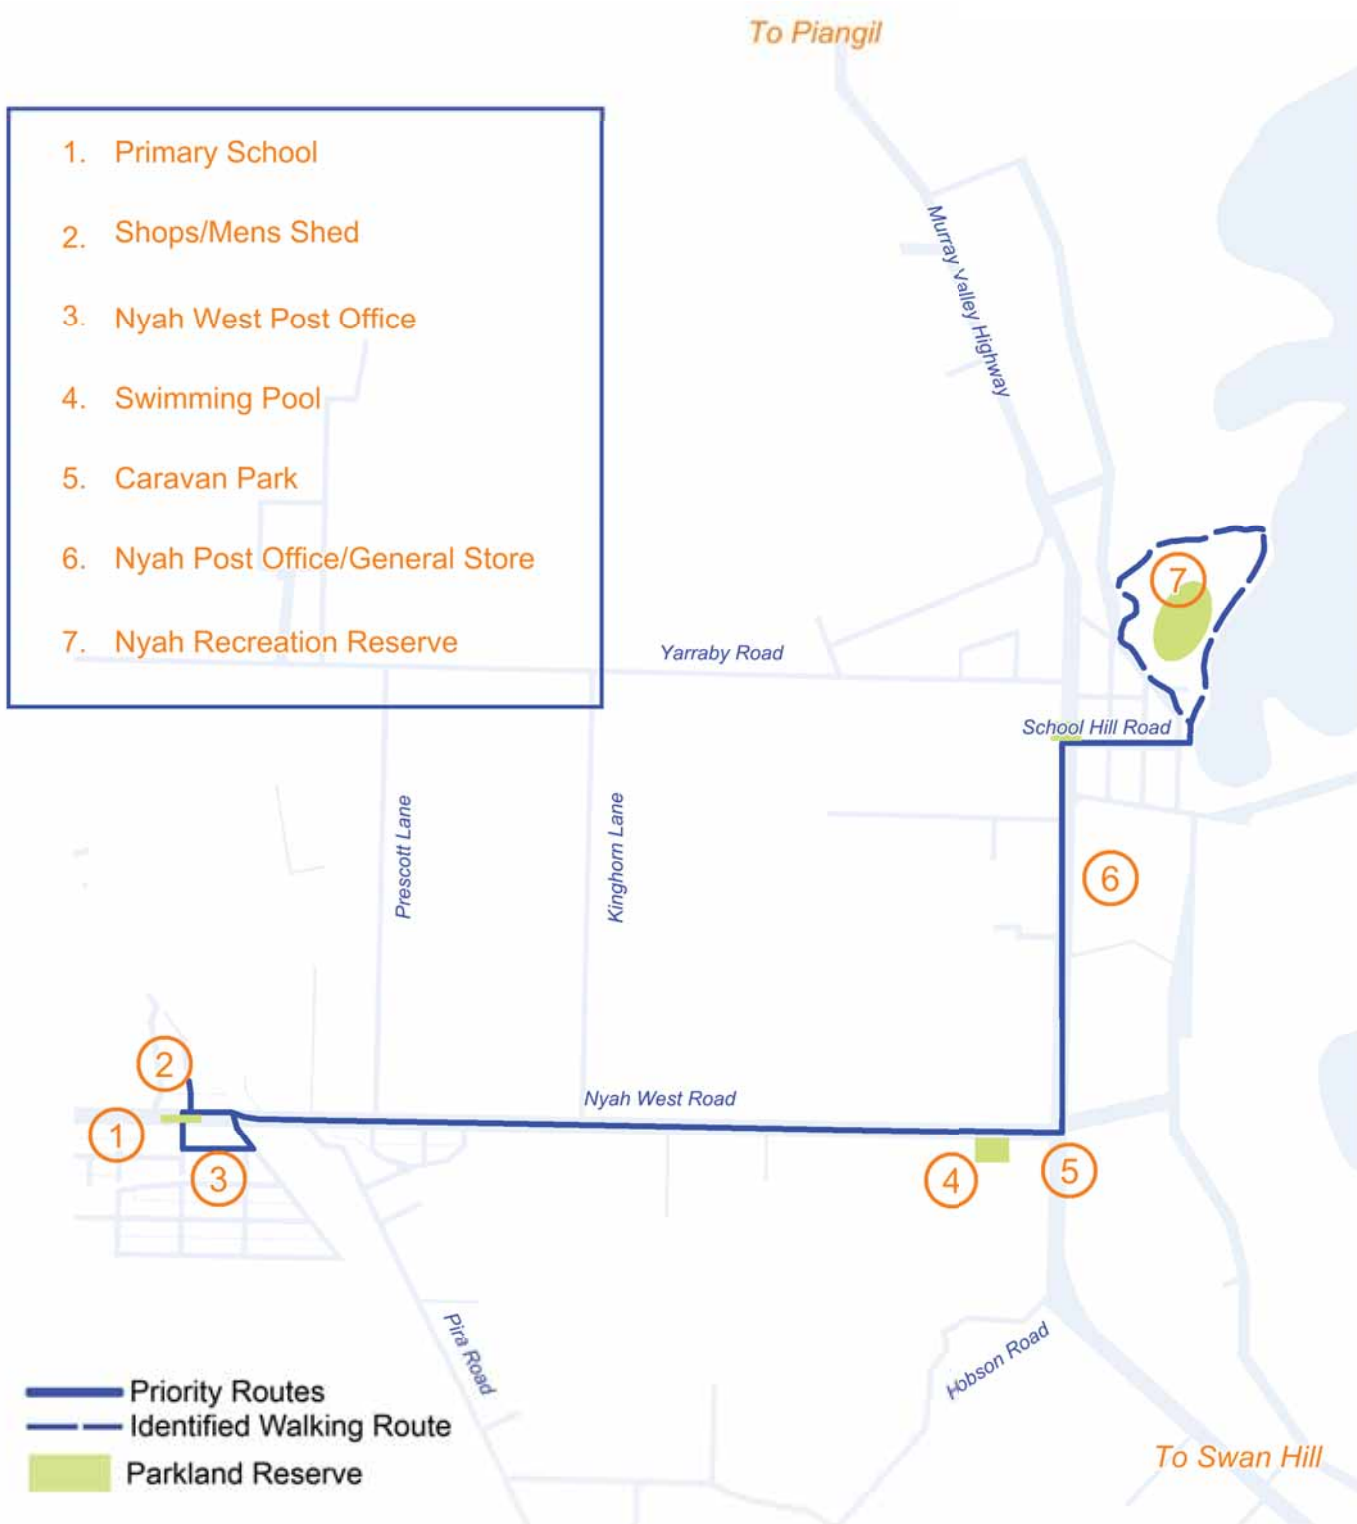 To Piangil
1. Primary School
2. Shops/Mens Shed
3. Nyah West Post Office
4. Swimming Pool
5. Caravan Park
6. Nyah Post Office/General Store
7. Nyah Recreation Reserve
Murray Valley Highway
7
Yarraby Road
School Hill Road
Prescott Lane
Kinghorn Lane
6
2
Nyah West Road
1
3
4
5
Pira Road
Hobson Road
Priority Routes
Identified Walking Route
Parkland Reserve
To Swan Hill